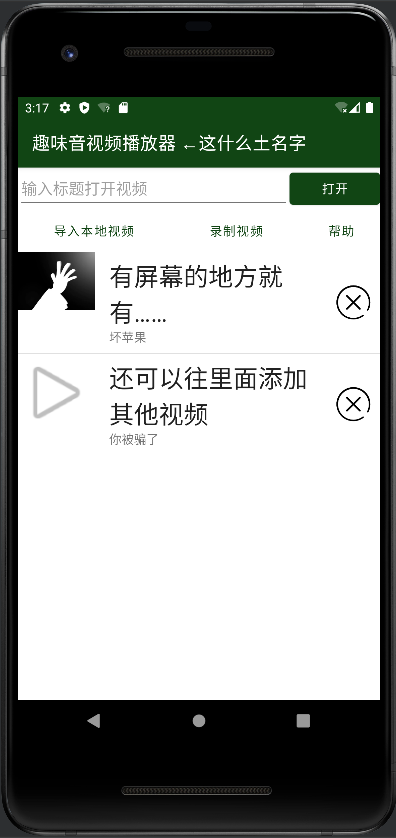 3:17
趣味音视频播放器 ←这什么土名字
输入标题打开视频
打开
导入本地视频 录制视频 帮助
有屏幕的地方就
有……
坏苹果
还可以往里面添加
其他视频
你被骗了